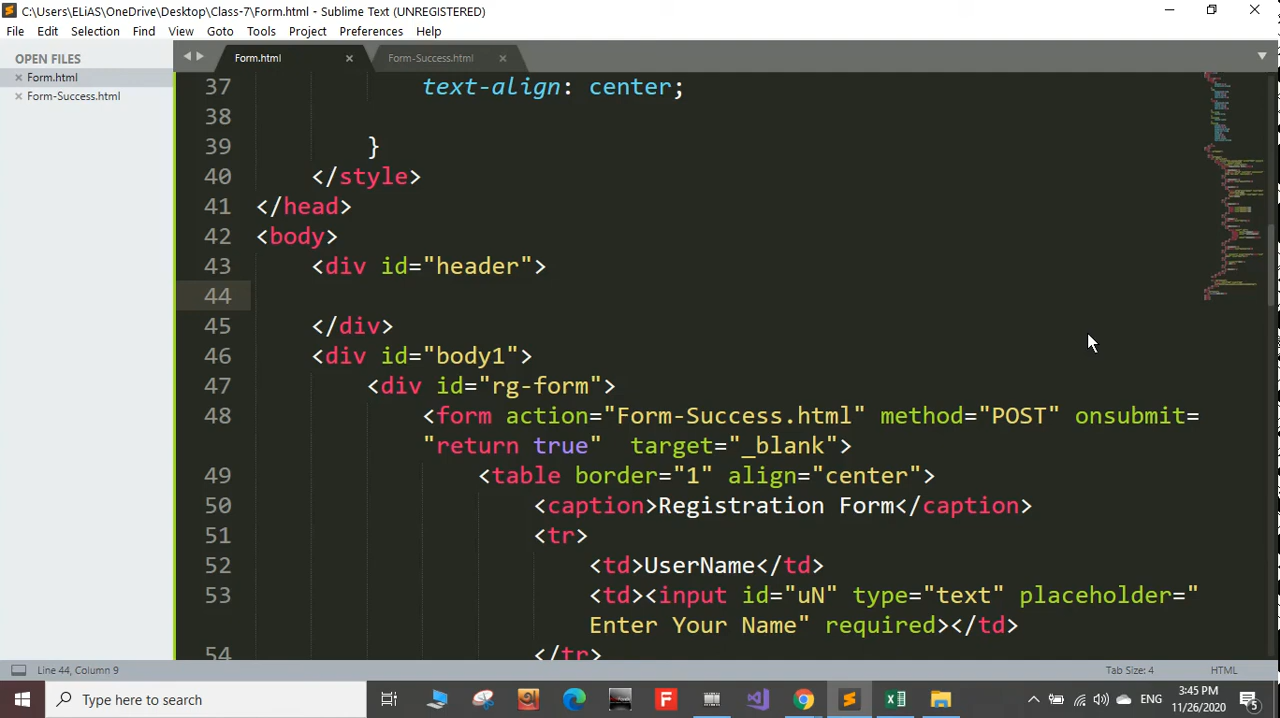 C:\Users\ELiAS\OneDrive\Desktop\Class-7\Form.html - Sublime Text (UNREGISTERED)
File Edit Selection Find View Goto Tools Project Preferences Help
OPEN FILES
Form.html
Form-Success.html
Form.html Form-Success.html
37 text-align: center;
38
39 }
40 </style>
41 </head>
42 <body>
43 <div id="header">
44
45 </div>
46 <div id="body1">
47 <div id="rg-form">
48 <form action="Form-Success.html" method="POST" onsubmit=
"return true" target="_blank">
49 <table border="1" align="center">
50 <caption>Registration Form</caption>
51 <tr>
52 <td>UserName</td>
53 <td><input id="uN" type="text" placeholder="
Enter Your Name" required></td>
54 </tr>
Line 44, Column 9 Tab Size: 4 HTML
Type here to search
ENG
3:45 PM
11/26/2020
5